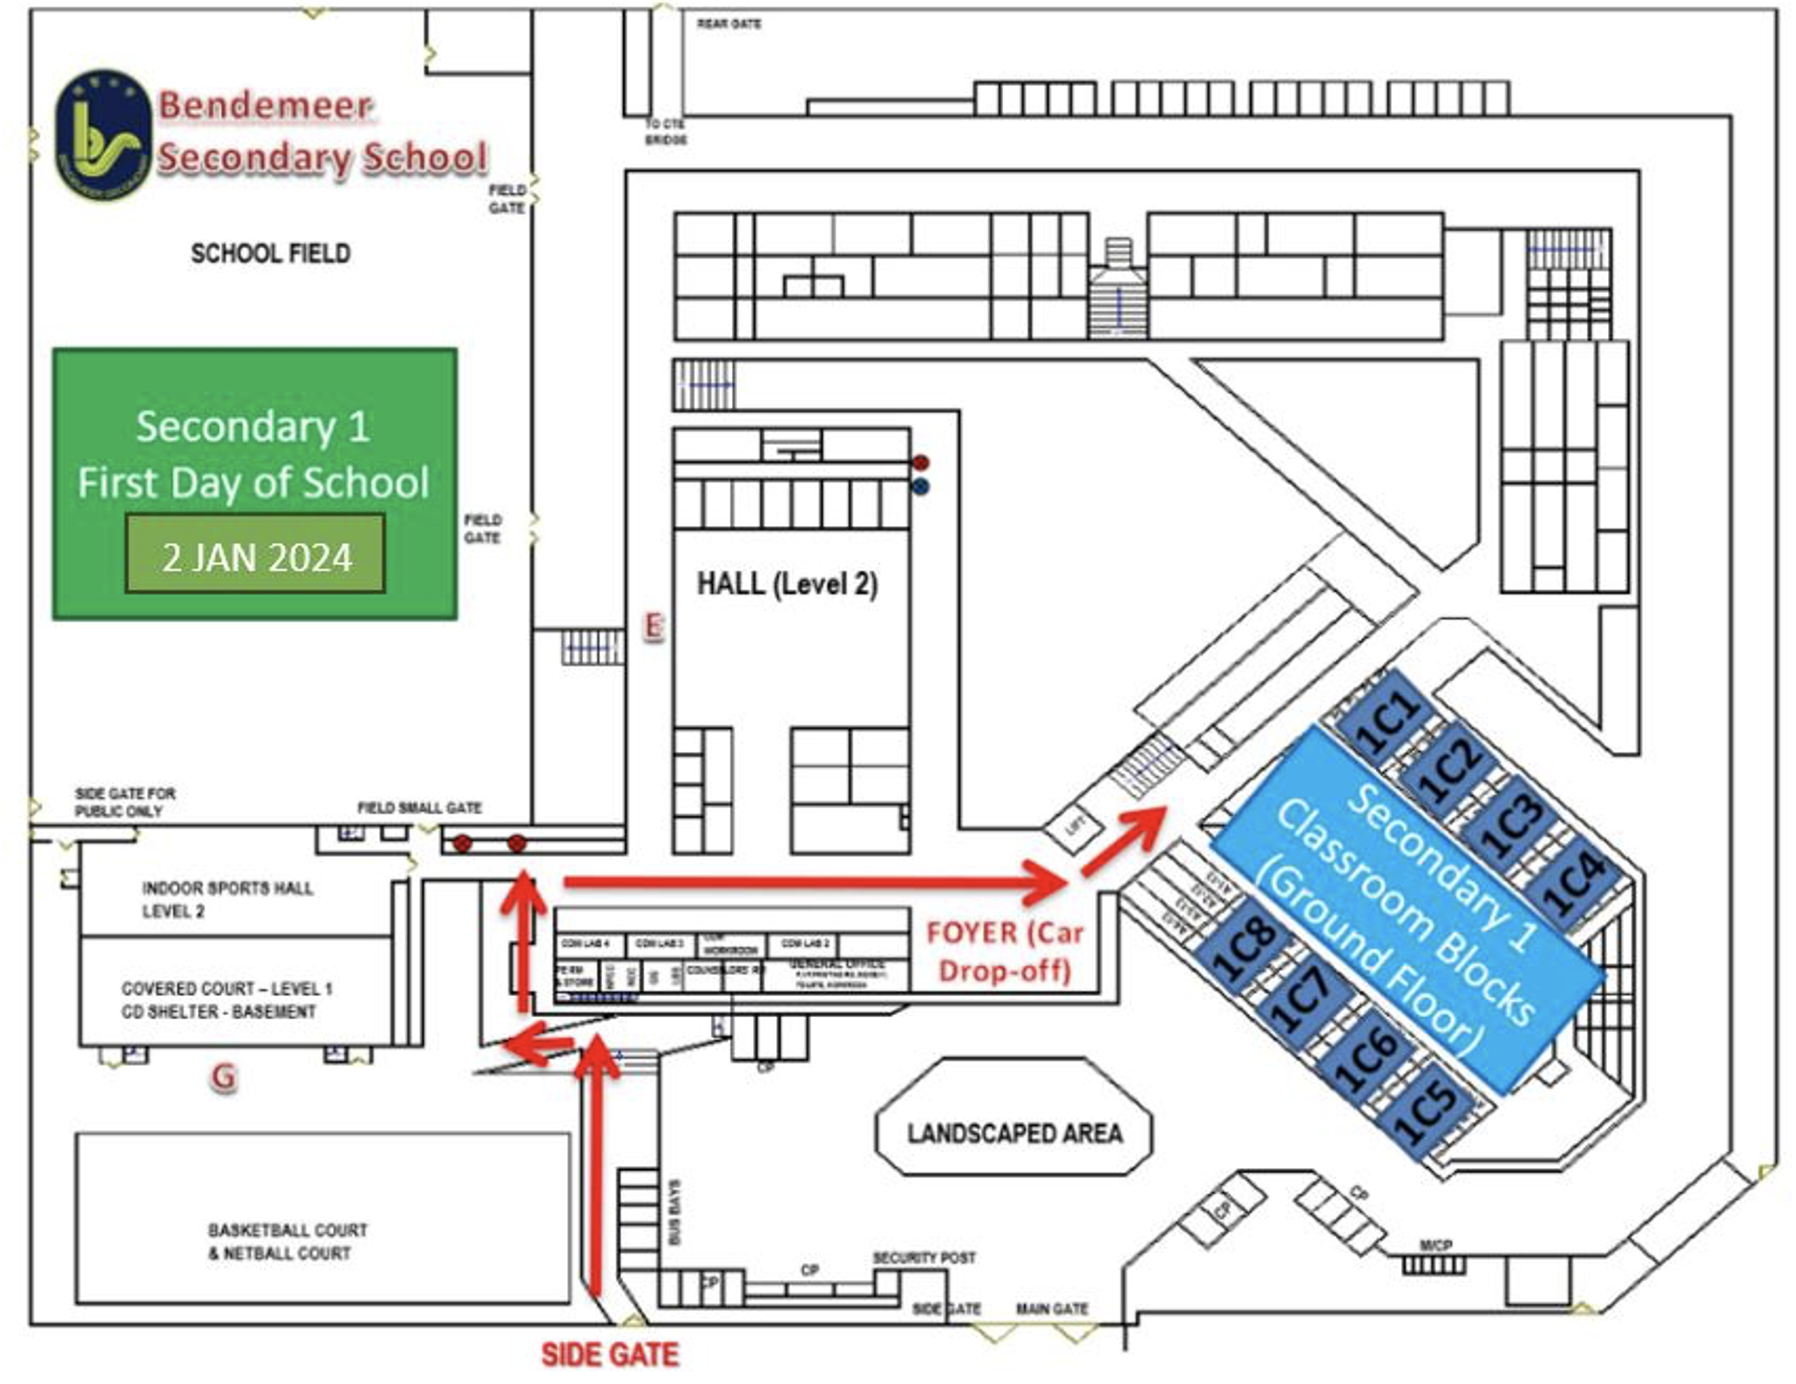 REAR GATE
Bendemeer
Secondary School
TO CTE
BRIDGE
FIELD
GATE
SCHOOL FIELD
Secondary 1
First Day of School
2 JAN 2024
FIELD
GATE
HALL (Level 2)
E
1C1
1C2
1C3
1C4
Secondary 1
Classroom Blocks
(Ground Floor)
1C8
1C7
1C6
1C5
SIDE GATE FOR
PUBLIC ONLY
FIELD SMALL GATE
LIFT
INDOOR SPORTS HALL
LEVEL 2
COVERED COURT – LEVEL 1
CD SHELTER - BASEMENT
G
COM LAB 4
COM LAB 3
WORKROOM
COM LAB 2
GENERAL OFFICE
FOYER (Car
Drop-off)
CP
LANDSCAPED AREA
BASKETBALL COURT
& NETBALL COURT
BUS BAYS
CP
CP
SECURITY POST
CP
CP
M/CP
SIDE GATE
MAIN GATE
SIDE GATE